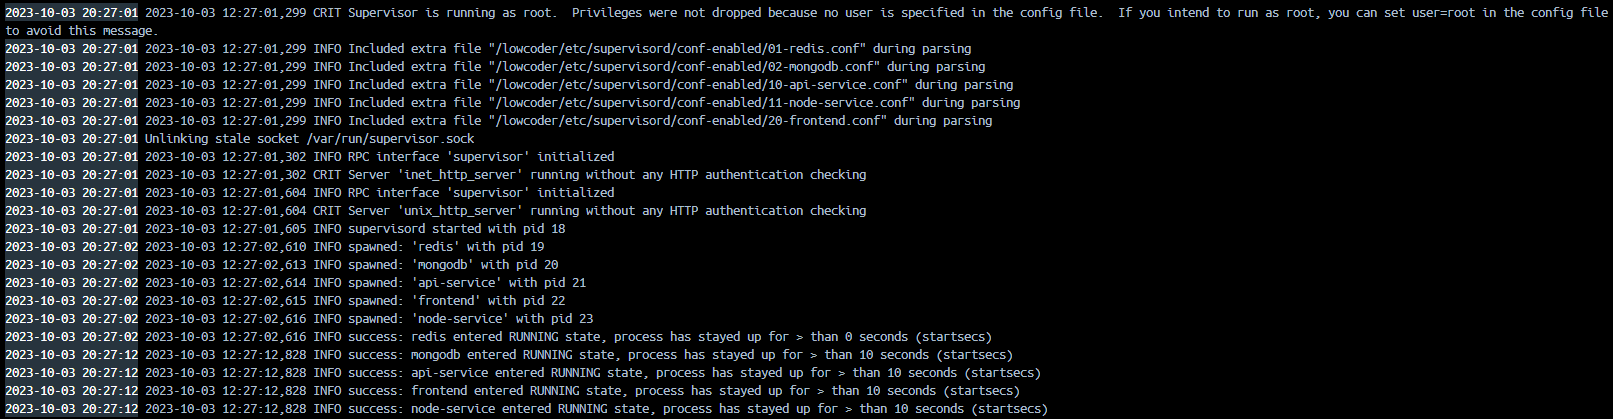 2023-10-03 20:27:01 2023-10-03 12:27:01,299 CRIT Supervisor is running as root.  Privileges were not dropped because no user is specified in the config file.  If you intend to run as root, you can set user=root in the config file
to avoid this message.
2023-10-03 20:27:01 2023-10-03 12:27:01,299 INFO Included extra file "/lowcoder/etc/supervisord/conf-enabled/01-redis.conf" during parsing
2023-10-03 20:27:01 2023-10-03 12:27:01,299 INFO Included extra file "/lowcoder/etc/supervisord/conf-enabled/02-mongodb.conf" during parsing
2023-10-03 20:27:01 2023-10-03 12:27:01,299 INFO Included extra file "/lowcoder/etc/supervisord/conf-enabled/10-api-service.conf" during parsing
2023-10-03 20:27:01 2023-10-03 12:27:01,299 INFO Included extra file "/lowcoder/etc/supervisord/conf-enabled/11-node-service.conf" during parsing
2023-10-03 20:27:01 2023-10-03 12:27:01,299 INFO Included extra file "/lowcoder/etc/supervisord/conf-enabled/20-frontend.conf" during parsing
2023-10-03 20:27:01 Unlinking stale socket /var/run/supervisor.sock
2023-10-03 20:27:01 2023-10-03 12:27:01,302 INFO RPC interface 'supervisor' initialized
2023-10-03 20:27:01 2023-10-03 12:27:01,302 CRIT Server 'inet_http_server' running without any HTTP authentication checking
2023-10-03 20:27:01 2023-10-03 12:27:01,604 INFO RPC interface 'supervisor' initialized
2023-10-03 20:27:01 2023-10-03 12:27:01,604 CRIT Server 'unix_http_server' running without any HTTP authentication checking
2023-10-03 20:27:01 2023-10-03 12:27:01,605 INFO supervisord started with pid 18
2023-10-03 20:27:02 2023-10-03 12:27:02,610 INFO spawned: 'redis' with pid 19
2023-10-03 20:27:02 2023-10-03 12:27:02,613 INFO spawned: 'mongodb' with pid 20
2023-10-03 20:27:02 2023-10-03 12:27:02,614 INFO spawned: 'api-service' with pid 21
2023-10-03 20:27:02 2023-10-03 12:27:02,615 INFO spawned: 'frontend' with pid 22
2023-10-03 20:27:02 2023-10-03 12:27:02,616 INFO spawned: 'node-service' with pid 23
2023-10-03 20:27:02 2023-10-03 12:27:02,616 INFO success: redis entered RUNNING state, process has stayed up for > than 0 seconds (startsecs)
2023-10-03 20:27:12 2023-10-03 12:27:12,828 INFO success: mongodb entered RUNNING state, process has stayed up for > than 10 seconds (startsecs)
2023-10-03 20:27:12 2023-10-03 12:27:12,828 INFO success: api-service entered RUNNING state, process has stayed up for > than 10 seconds (startsecs)
2023-10-03 20:27:12 2023-10-03 12:27:12,828 INFO success: frontend entered RUNNING state, process has stayed up for > than 10 seconds (startsecs)
2023-10-03 20:27:12 2023-10-03 12:27:12,828 INFO success: node-service entered RUNNING state, process has stayed up for > than 10 seconds (startsecs)